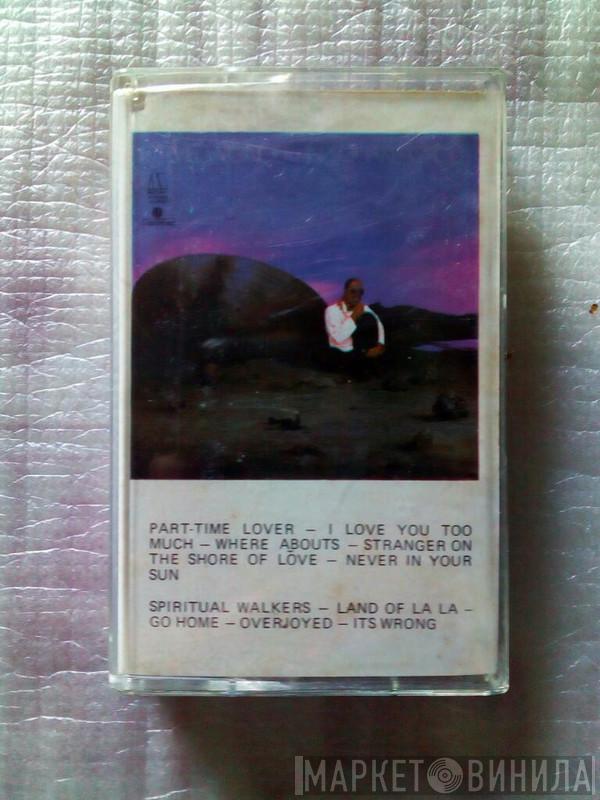 PART-TIME LOVER – I LOVE YOU TOO
MUCH – WHERE ABOUTS – STRANGER ON
THE SHORE OF LOVE – NEVER IN YOUR
SUN
SPIRITUAL WALKERS – LAND OF LA LA –
GO HOME – OVERJOYED – ITS WRONG
МАРКЕТ ВИНИЛА